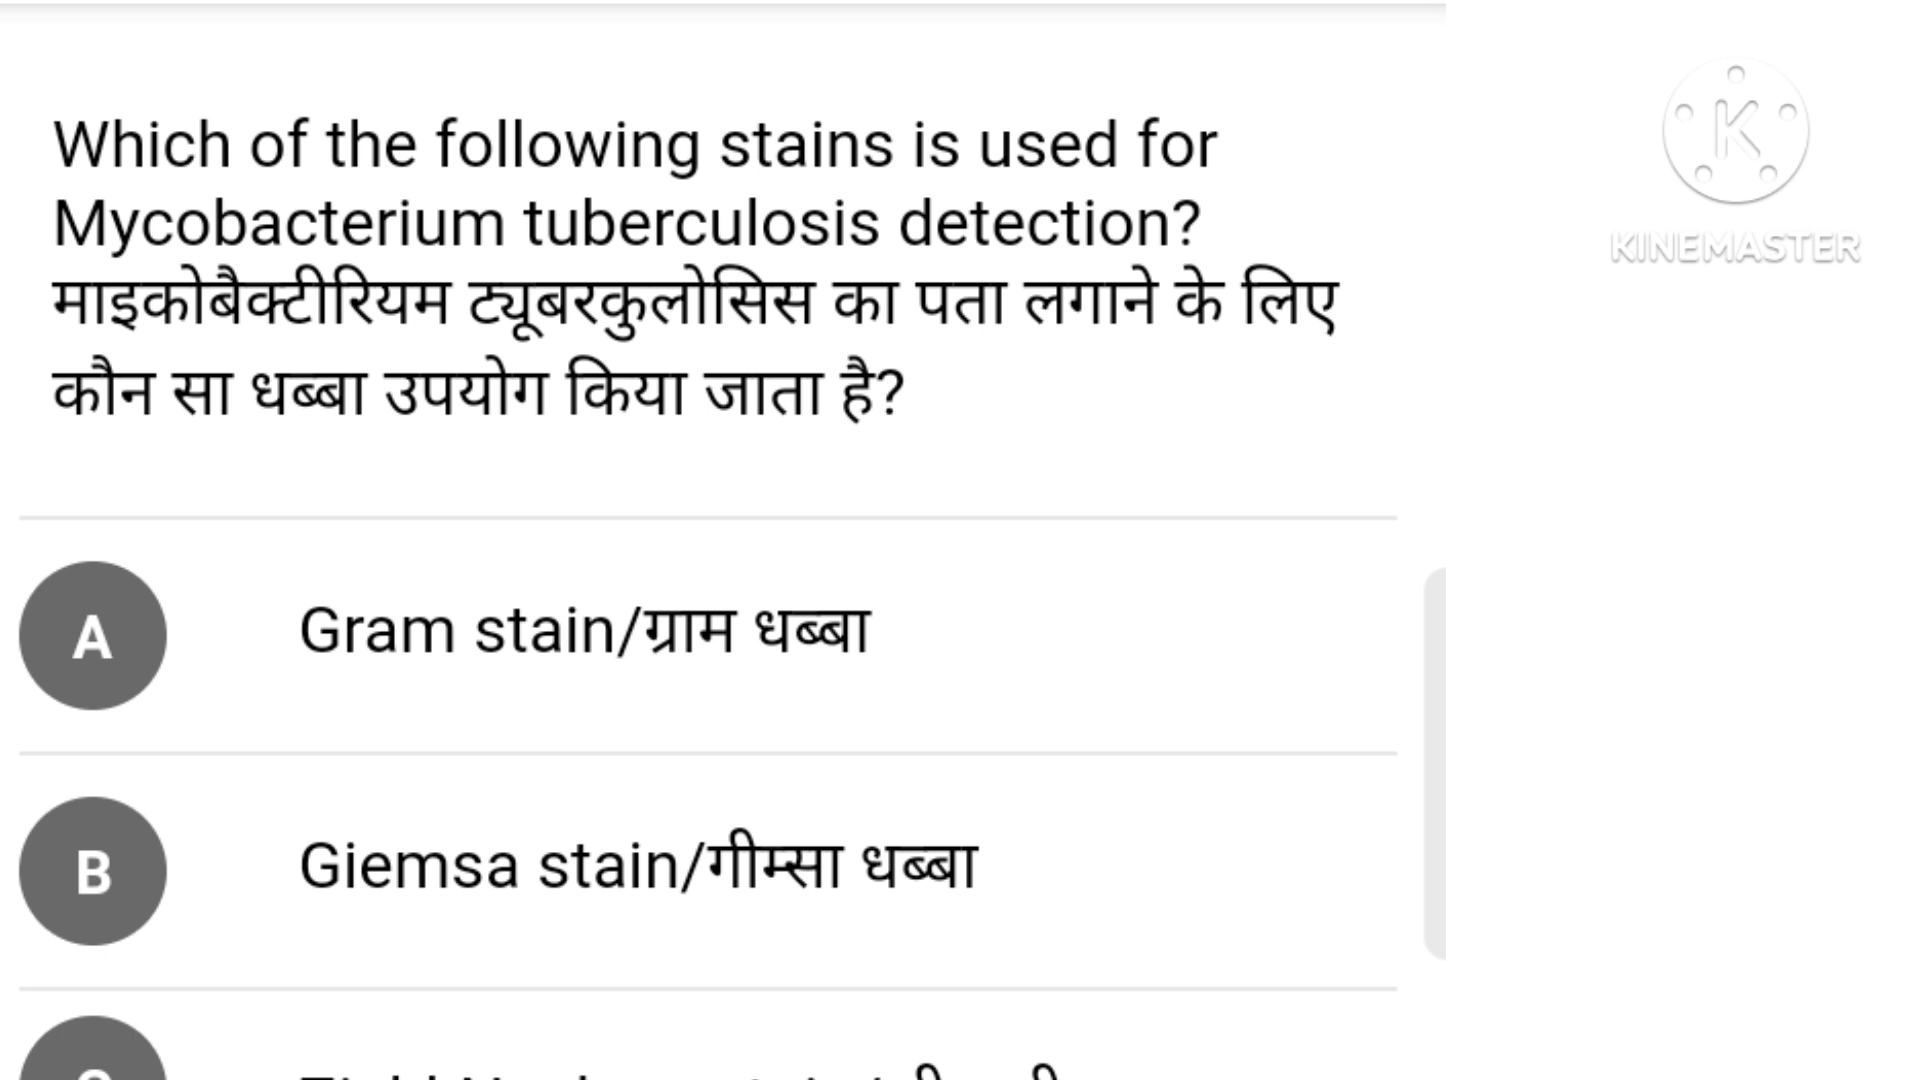 Which of the following stains is used for
Mycobacterium tuberculosis detection?
माइकोबैक्टीरियम ट्यूबरकुलोसिस का पता लगाने के लिए
कौन सा धब्बा उपयोग किया जाता है?
A Gram stain/ग्राम धब्बा
B Giemsa stain/गीम्सा धब्बा
K
KINEMASTER